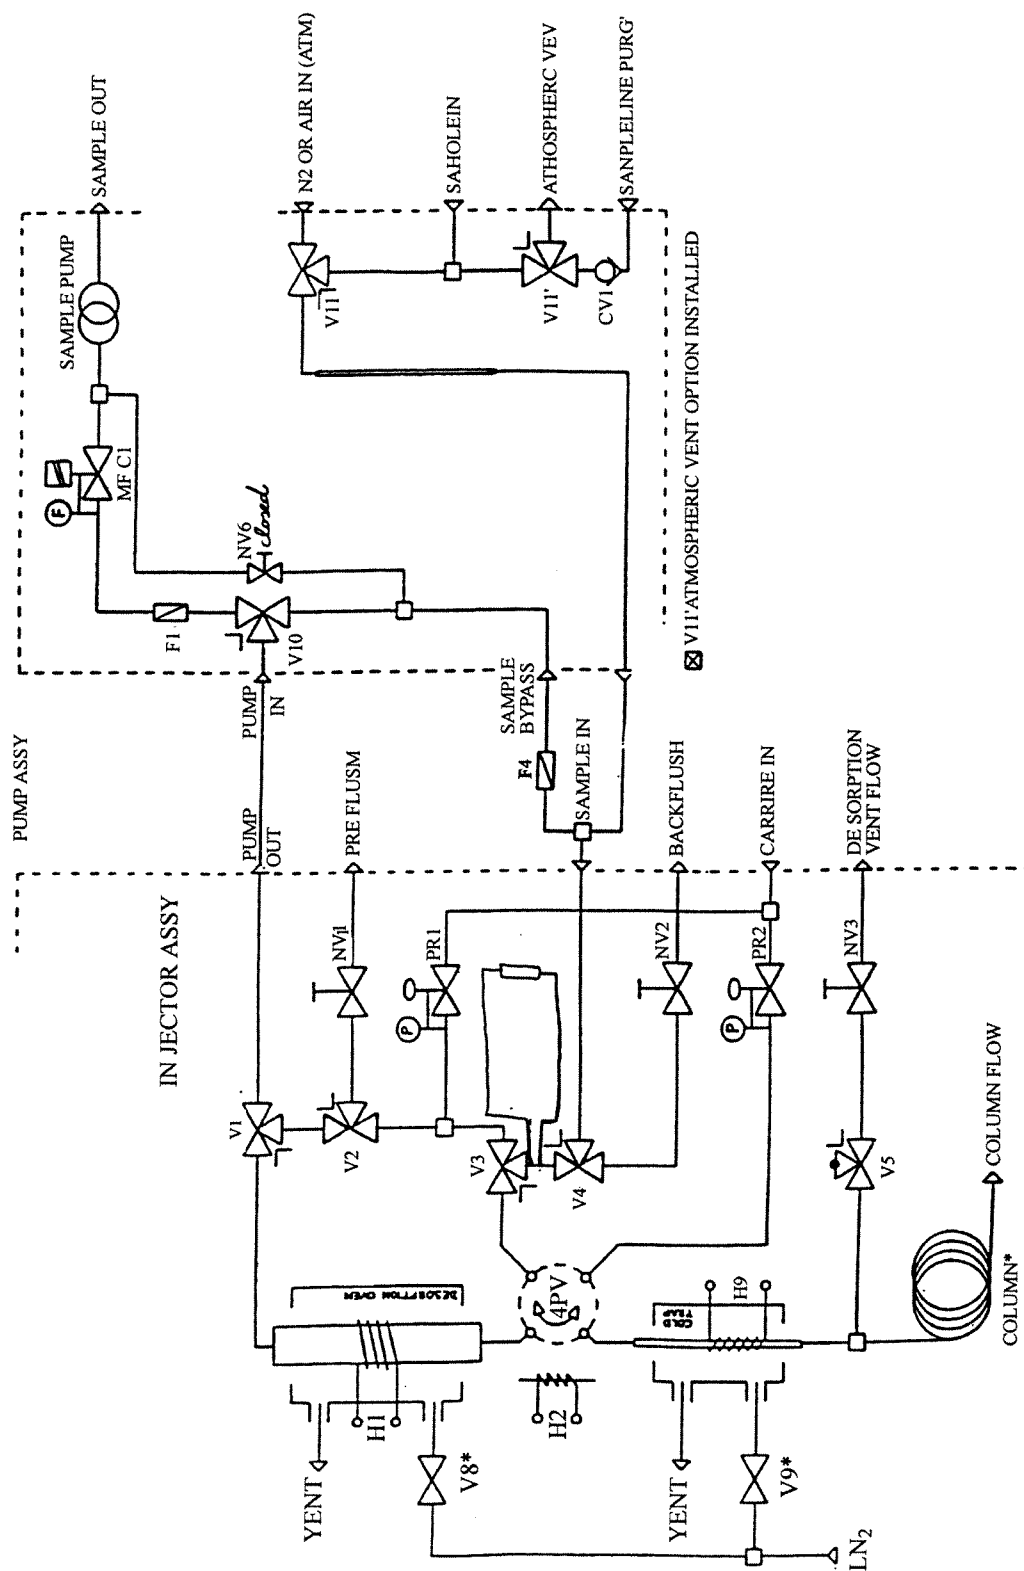 SAMPLE OUT
N2 OR AIR IN (ATM)
SAHOLEIN
ATHOSPHERC VEV
SANPLELINE PURG'
SAMPLE PUMP
MF C1
F
NV6
closed
F1
V10
V11
V11'
CV1
☒ V11'ATMOSPHERIC VENT OPTION INSTALLED
PUMP ASSY
PUMP
IN
SAMPLE
BYPASS
F4
SAMPLE IN
PUMP
OUT
PRE FLUSM
BACKFLUSH
CARRIRE IN
DE SORPTION
VENT FLOW
IN JECTOR ASSY
NVj1
PR1
P
NV2
PR2
P
NV3
V1
V2
V3
V4
V5
COLUMN FLOW
DESORPTION OVER
4PV
COLD
TRAP
H9
COLUMN*
H1
H2
YENT
V8*
YENT
V9*
LN2